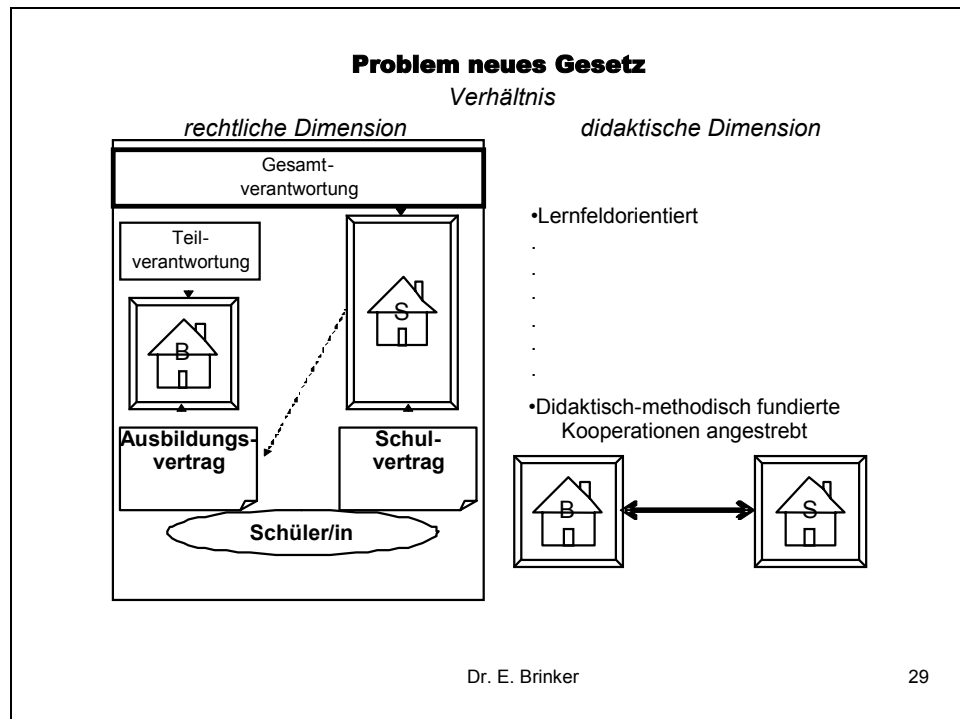 Problem neues Gesetz
Verhältnis
rechtliche Dimension
Gesamt-
verantwortung
Teil-
verantwortung
B
S
Ausbildungs-
vertrag
Schul-
vertrag
Schüler/in
didaktische Dimension
•Lernfeldorientiert
.
.
.
.
.
.
•Didaktisch-methodisch fundierte
Kooperationen angestrebt
B
S
Dr. E. Brinker
29